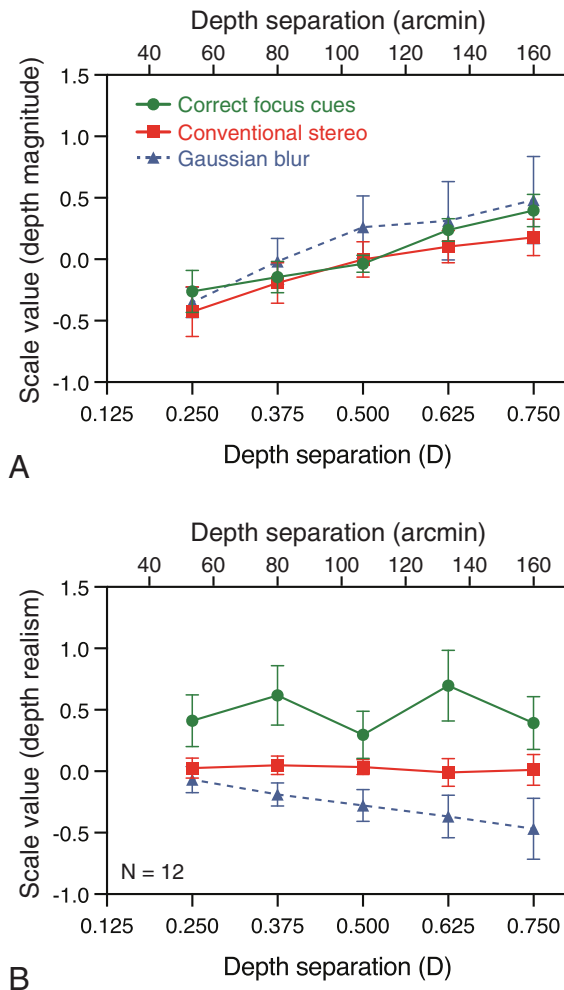 Depth separation (arcmin)
40 60 80 100 120 140 160
Scale value (depth magnitude)
1.5
1.0
0.5
0.0
-0.5
-1.0
Correct focus cues
Conventional stereo
Gaussian blur
0.125 0.250 0.375 0.500 0.625 0.750
Depth separation (D)
A
Depth separation (arcmin)
40 60 80 100 120 140 160
Scale value (depth realism)
1.5
1.0
0.5
0.0
-0.5
-1.0
N = 12
0.125 0.250 0.375 0.500 0.625 0.750
Depth separation (D)
B